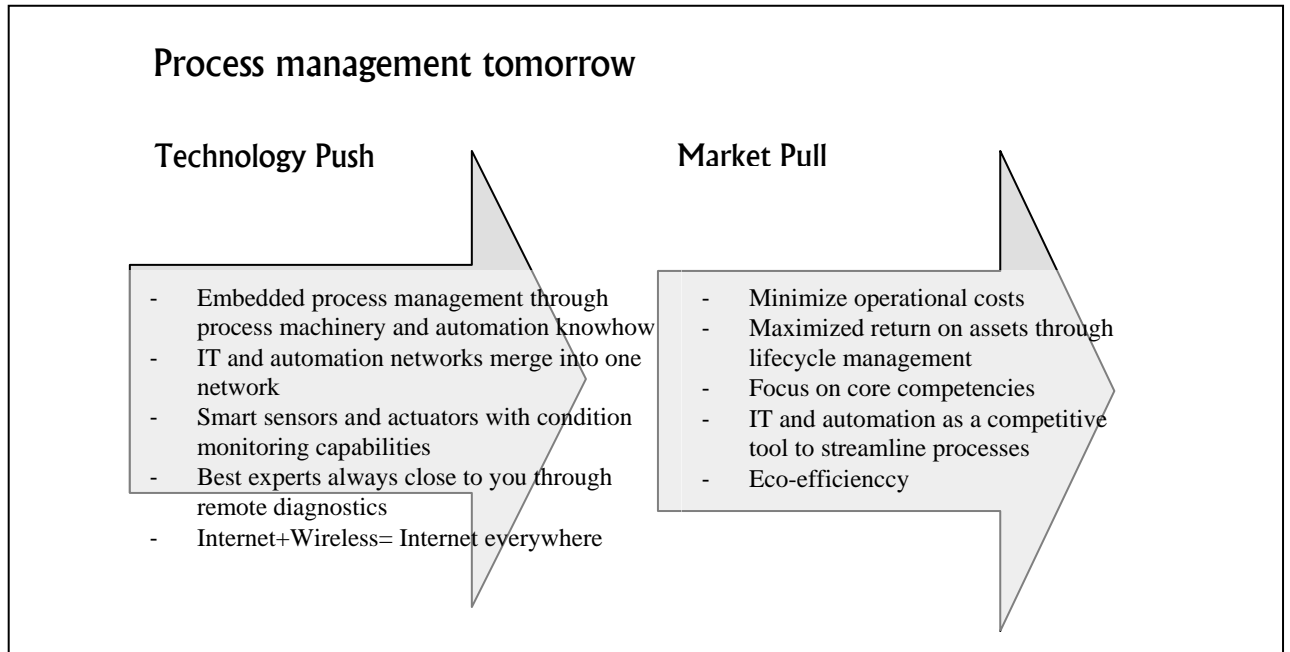 Process management tomorrow
Technology Push
- Embedded process management through
process machinery and automation knowhow
- IT and automation networks merge into one
network
- Smart sensors and actuators with condition
monitoring capabilities
- Best experts always close to you through
remote diagnostics
- Internet+Wireless= Internet everywhere
Market Pull
- Minimize operational costs
- Maximized return on assets through
lifecycle management
- Focus on core competencies
- IT and automation as a competitive
tool to streamline processes
- Eco-efficienccy